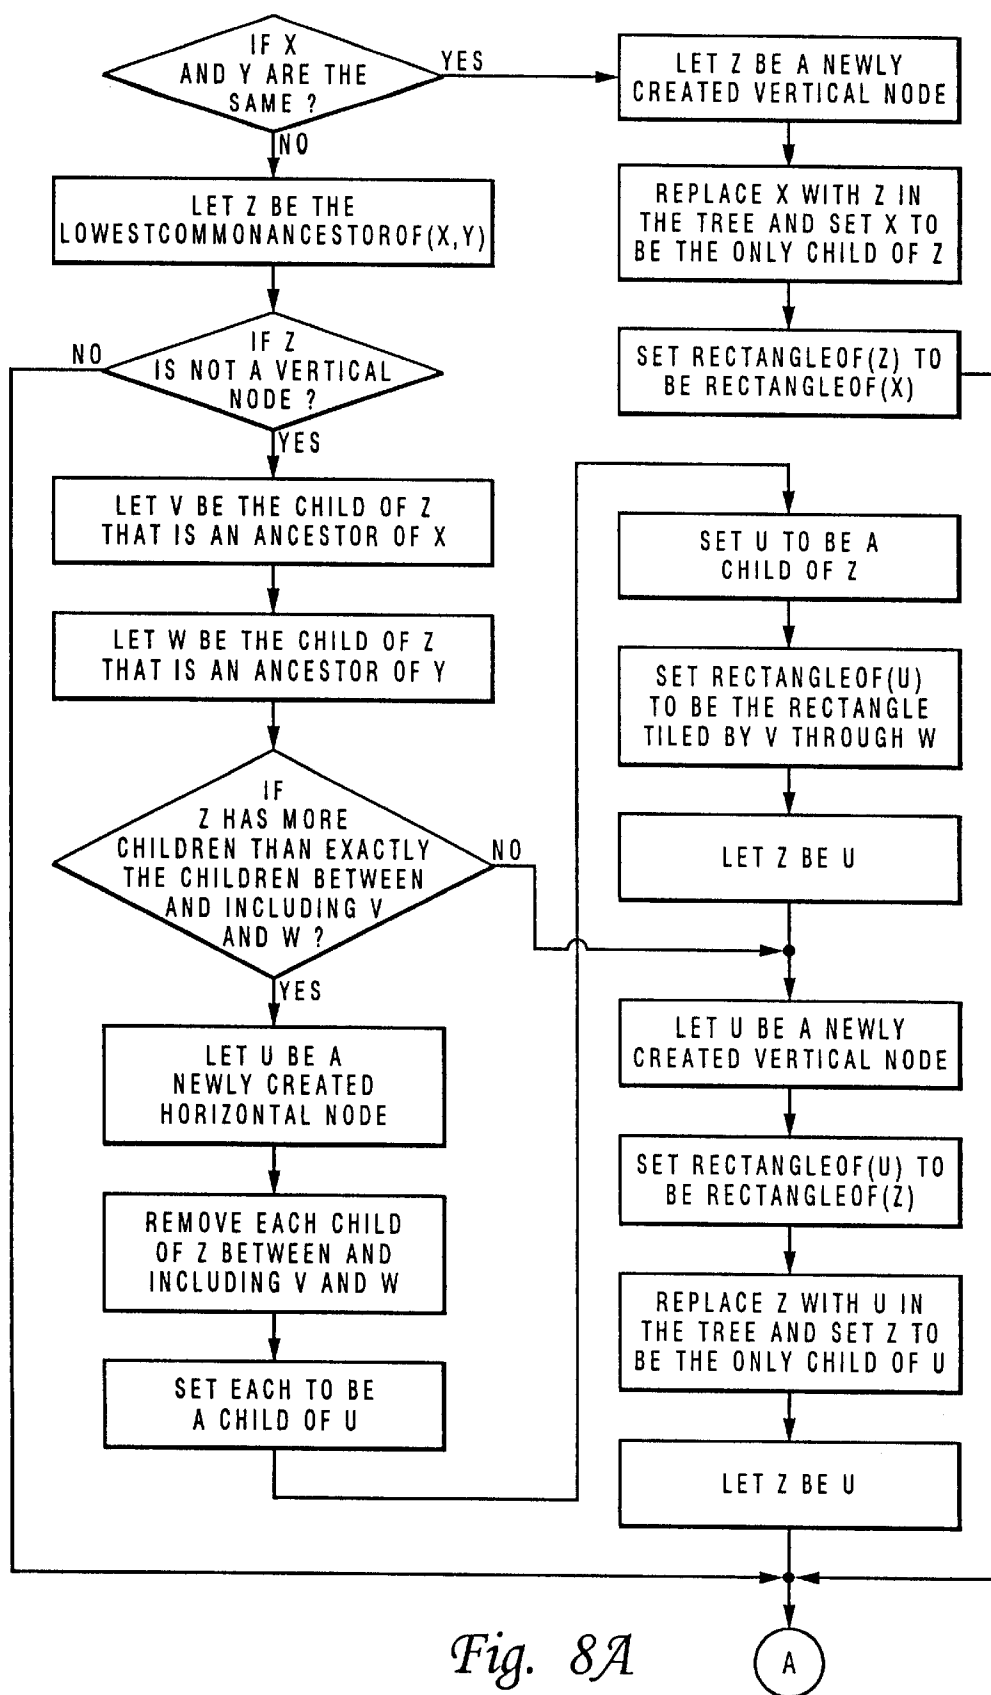 IF X
AND Y ARE THE
SAME ?
YES
NO
LET Z BE A NEWLY
CREATED VERTICAL NODE
REPLACE X WITH Z IN
THE TREE AND SET X TO
BE THE ONLY CHILD OF Z
SET RECTANGLEOF(Z) TO
BE RECTANGLEOF(X)
LET Z BE THE
LOWESTCOMMONANCESTOROF(X,Y)
IF Z
IS NOT A VERTICAL
NODE ?
NO
YES
LET V BE THE CHILD OF Z
THAT IS AN ANCESTOR OF X
LET W BE THE CHILD OF Z
THAT IS AN ANCESTOR OF Y
IF
Z HAS MORE
CHILDREN THAN EXACTLY
THE CHILDREN BETWEEN
AND INCLUDING V
AND W ?
NO
YES
LET U BE A
NEWLY CREATED
HORIZONTAL NODE
REMOVE EACH CHILD
OF Z BETWEEN AND
INCLUDING V AND W
SET EACH TO BE
A CHILD OF U
SET U TO BE A
CHILD OF Z
SET RECTANGLEOF(U)
TO BE THE RECTANGLE
TILED BY V THROUGH W
LET Z BE U
LET U BE A NEWLY
CREATED VERTICAL NODE
SET RECTANGLEOF(U) TO
BE RECTANGLEOF(Z)
REPLACE Z WITH U IN
THE TREE AND SET Z TO
BE THE ONLY CHILD OF U
LET Z BE U
A
Fig. 8A